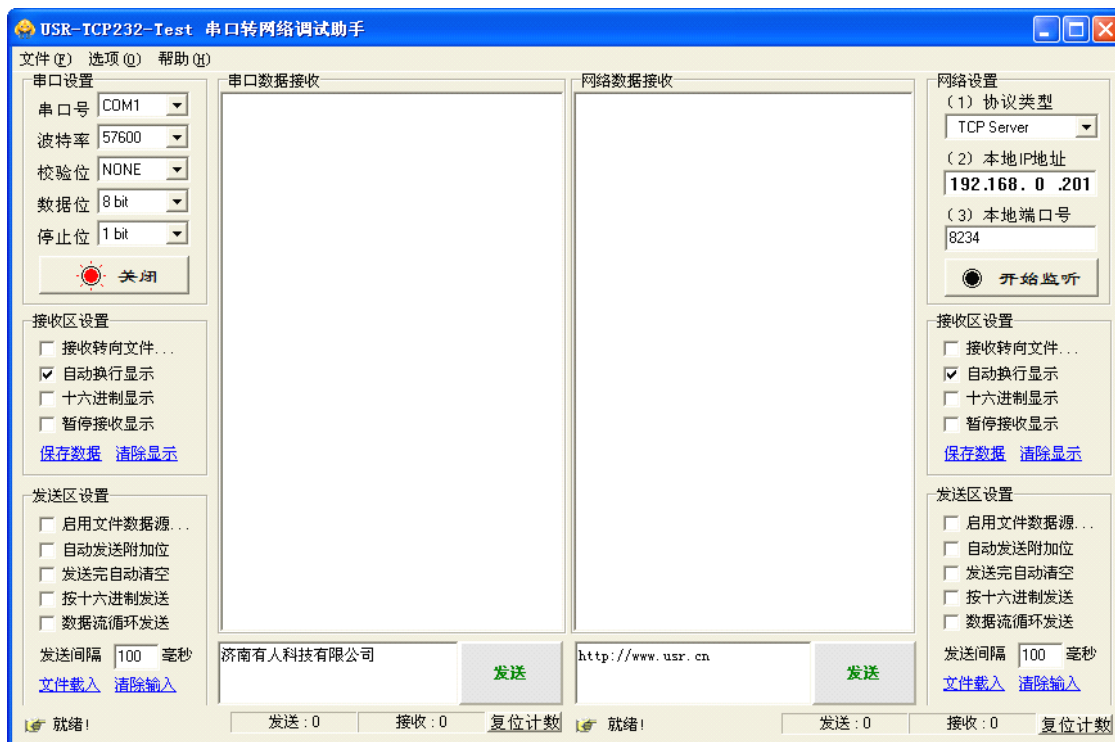 USR-TCP232-Test 串口转网络调试助手
文件(F) 选项(O) 帮助(H)
串口设置
串口号 COM1
波特率 57600
校验位 NONE
数据位 8 bit
停止位 1 bit
关闭
接收区设置
接收转向文件...
自动换行显示
十六进制显示
暂停接收显示
保存数据 清除显示
发送区设置
启用文件数据源...
自动发送附加位
发送完自动清空
按十六进制发送
数据流循环发送
发送间隔 100 毫秒
文件载入 清除输入
串口数据接收
济南有人科技有限公司
发送
网络数据接收
http://www.usr.cn
发送
网络设置
(1) 协议类型
TCP Server
(2) 本地IP地址
192.168. 0 .201
(3) 本地端口号
8234
开始监听
接收区设置
接收转向文件...
自动换行显示
十六进制显示
暂停接收显示
保存数据 清除显示
发送区设置
启用文件数据源...
自动发送附加位
发送完自动清空
按十六进制发送
数据流循环发送
发送间隔 100 毫秒
文件载入 清除输入
就绪! 发送:0 接收:0 复位计数
就绪! 发送:0 接收:0 复位计数